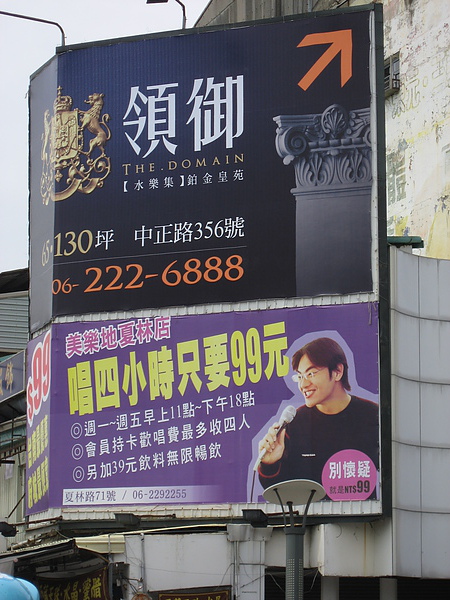 領御
THE.DOMAIN
【水樂集】鉑金皇苑
65-130坪 中正路356號
06-222-6888
美樂地夏林店
唱四小時只要99元
◎週一~週五早上11點~下午18點
◎會員持卡歡唱費最多收四人
◎另加39元飲料無限暢飲
別懷疑
就是NT$99
夏林路71號 / 06-2292255